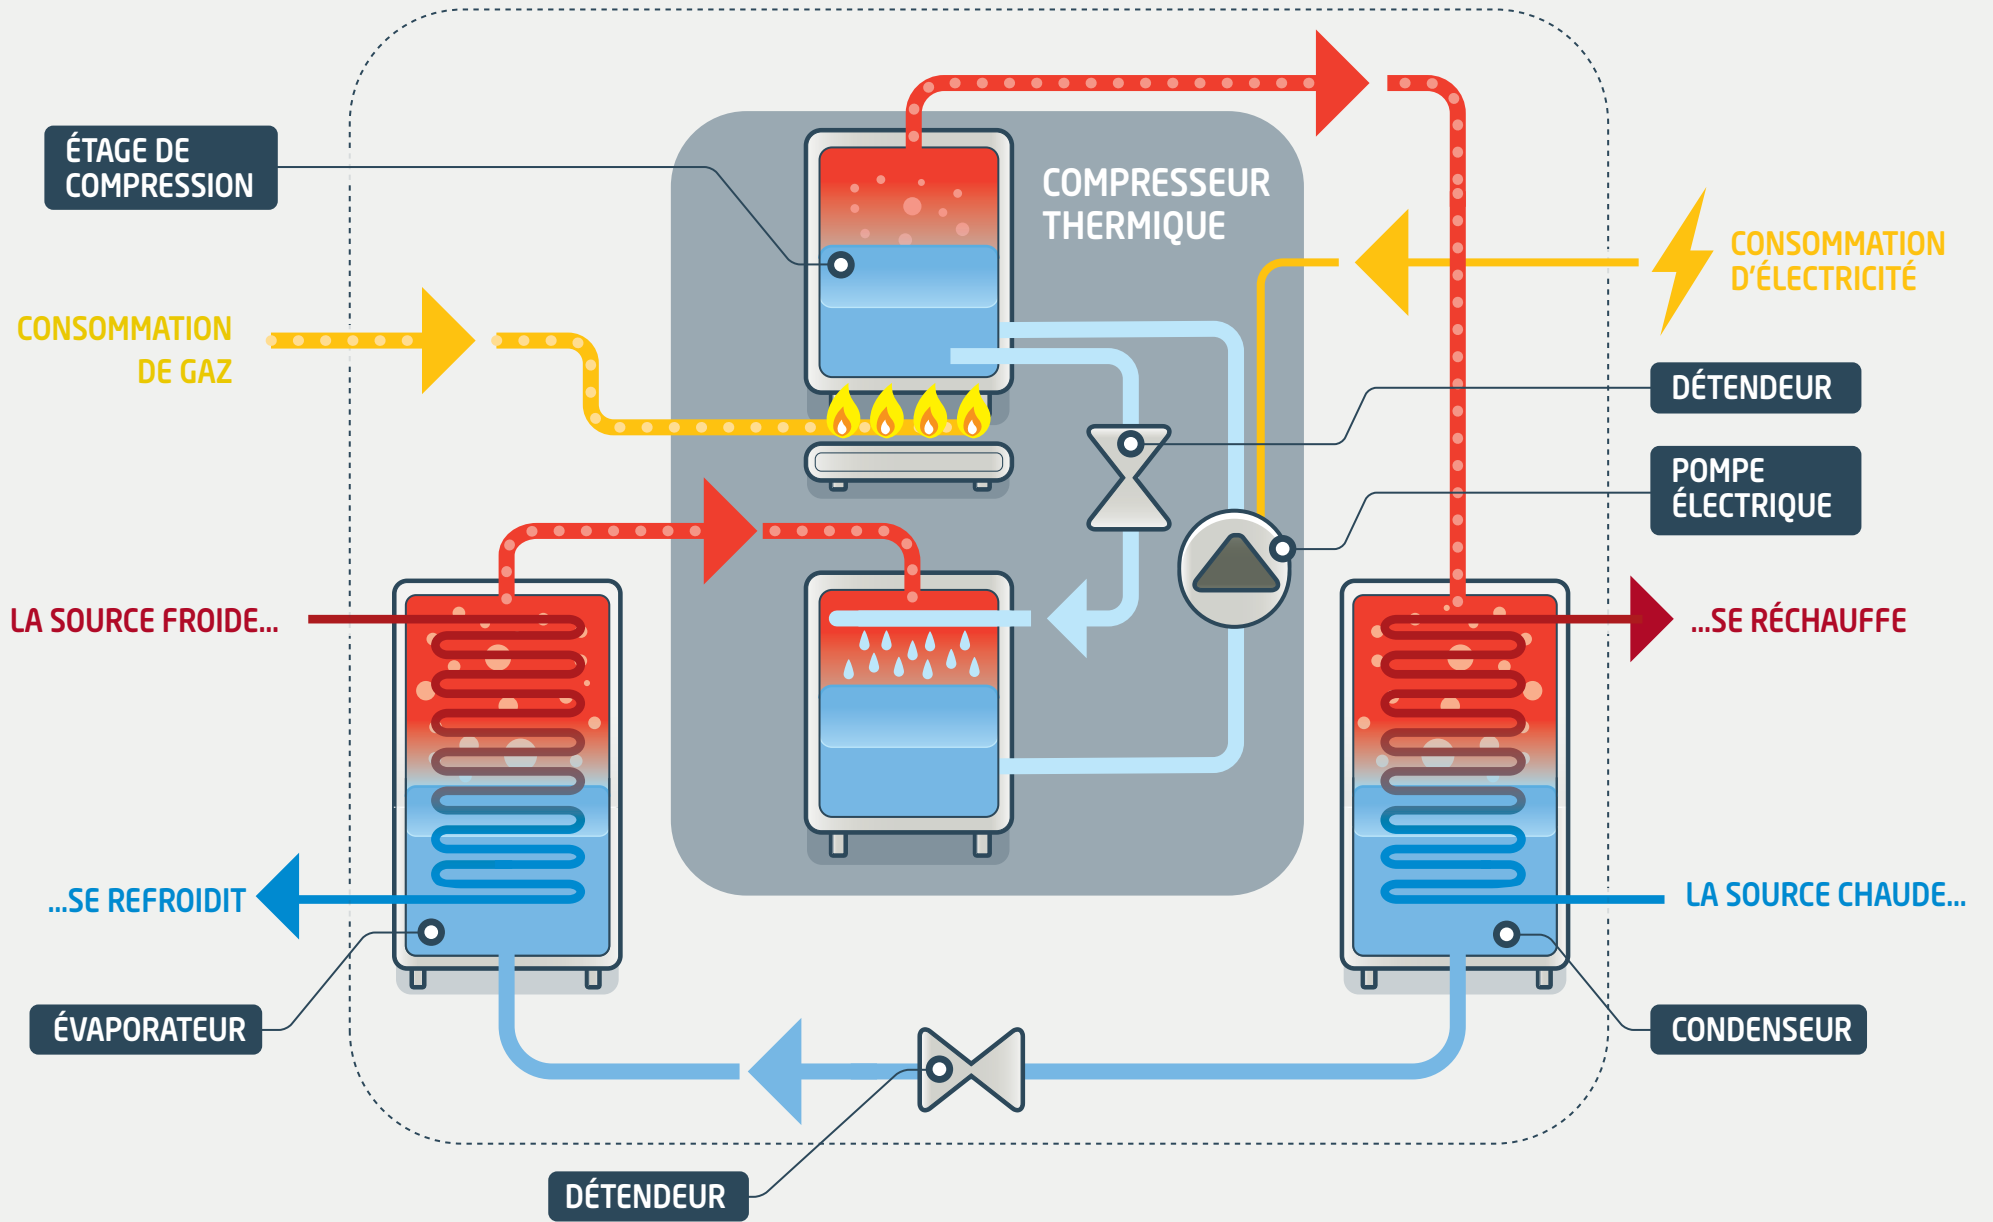 ÉTAGE DE
COMPRESSION
COMPRESSEUR
THERMIQUE
CONSOMMATION
D'ÉLECTRICITÉ
CONSOMMATION
DE GAZ
DÉTENDEUR
POMPE
ÉLECTRIQUE
LA SOURCE FROIDE...
...SE RÉCHAUFFE
...SE REFROIDIT
LA SOURCE CHAUDE...
ÉVAPORATEUR
CONDENSEUR
DÉTENDEUR